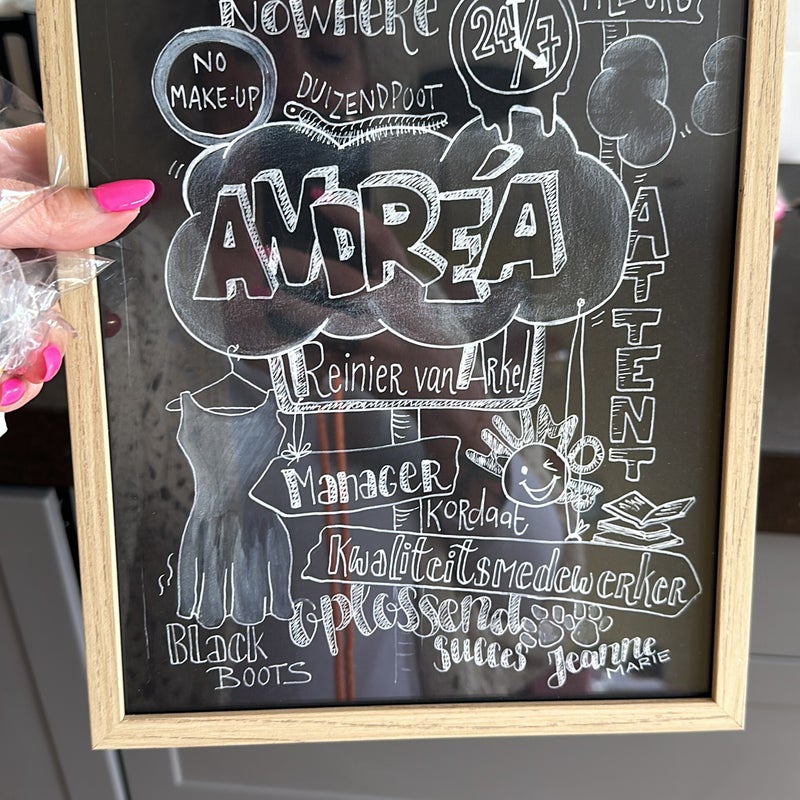 NOWHERE
24/7
NO
MAKE-UP
DUIZENDPOOT
ANDREÁ
ATTENT
Reinier van Arkel
Manager
Kordaat
Kwaliteitsmedewerker
oplossend
Black
BOOTS
succes Jeanne
MARIE